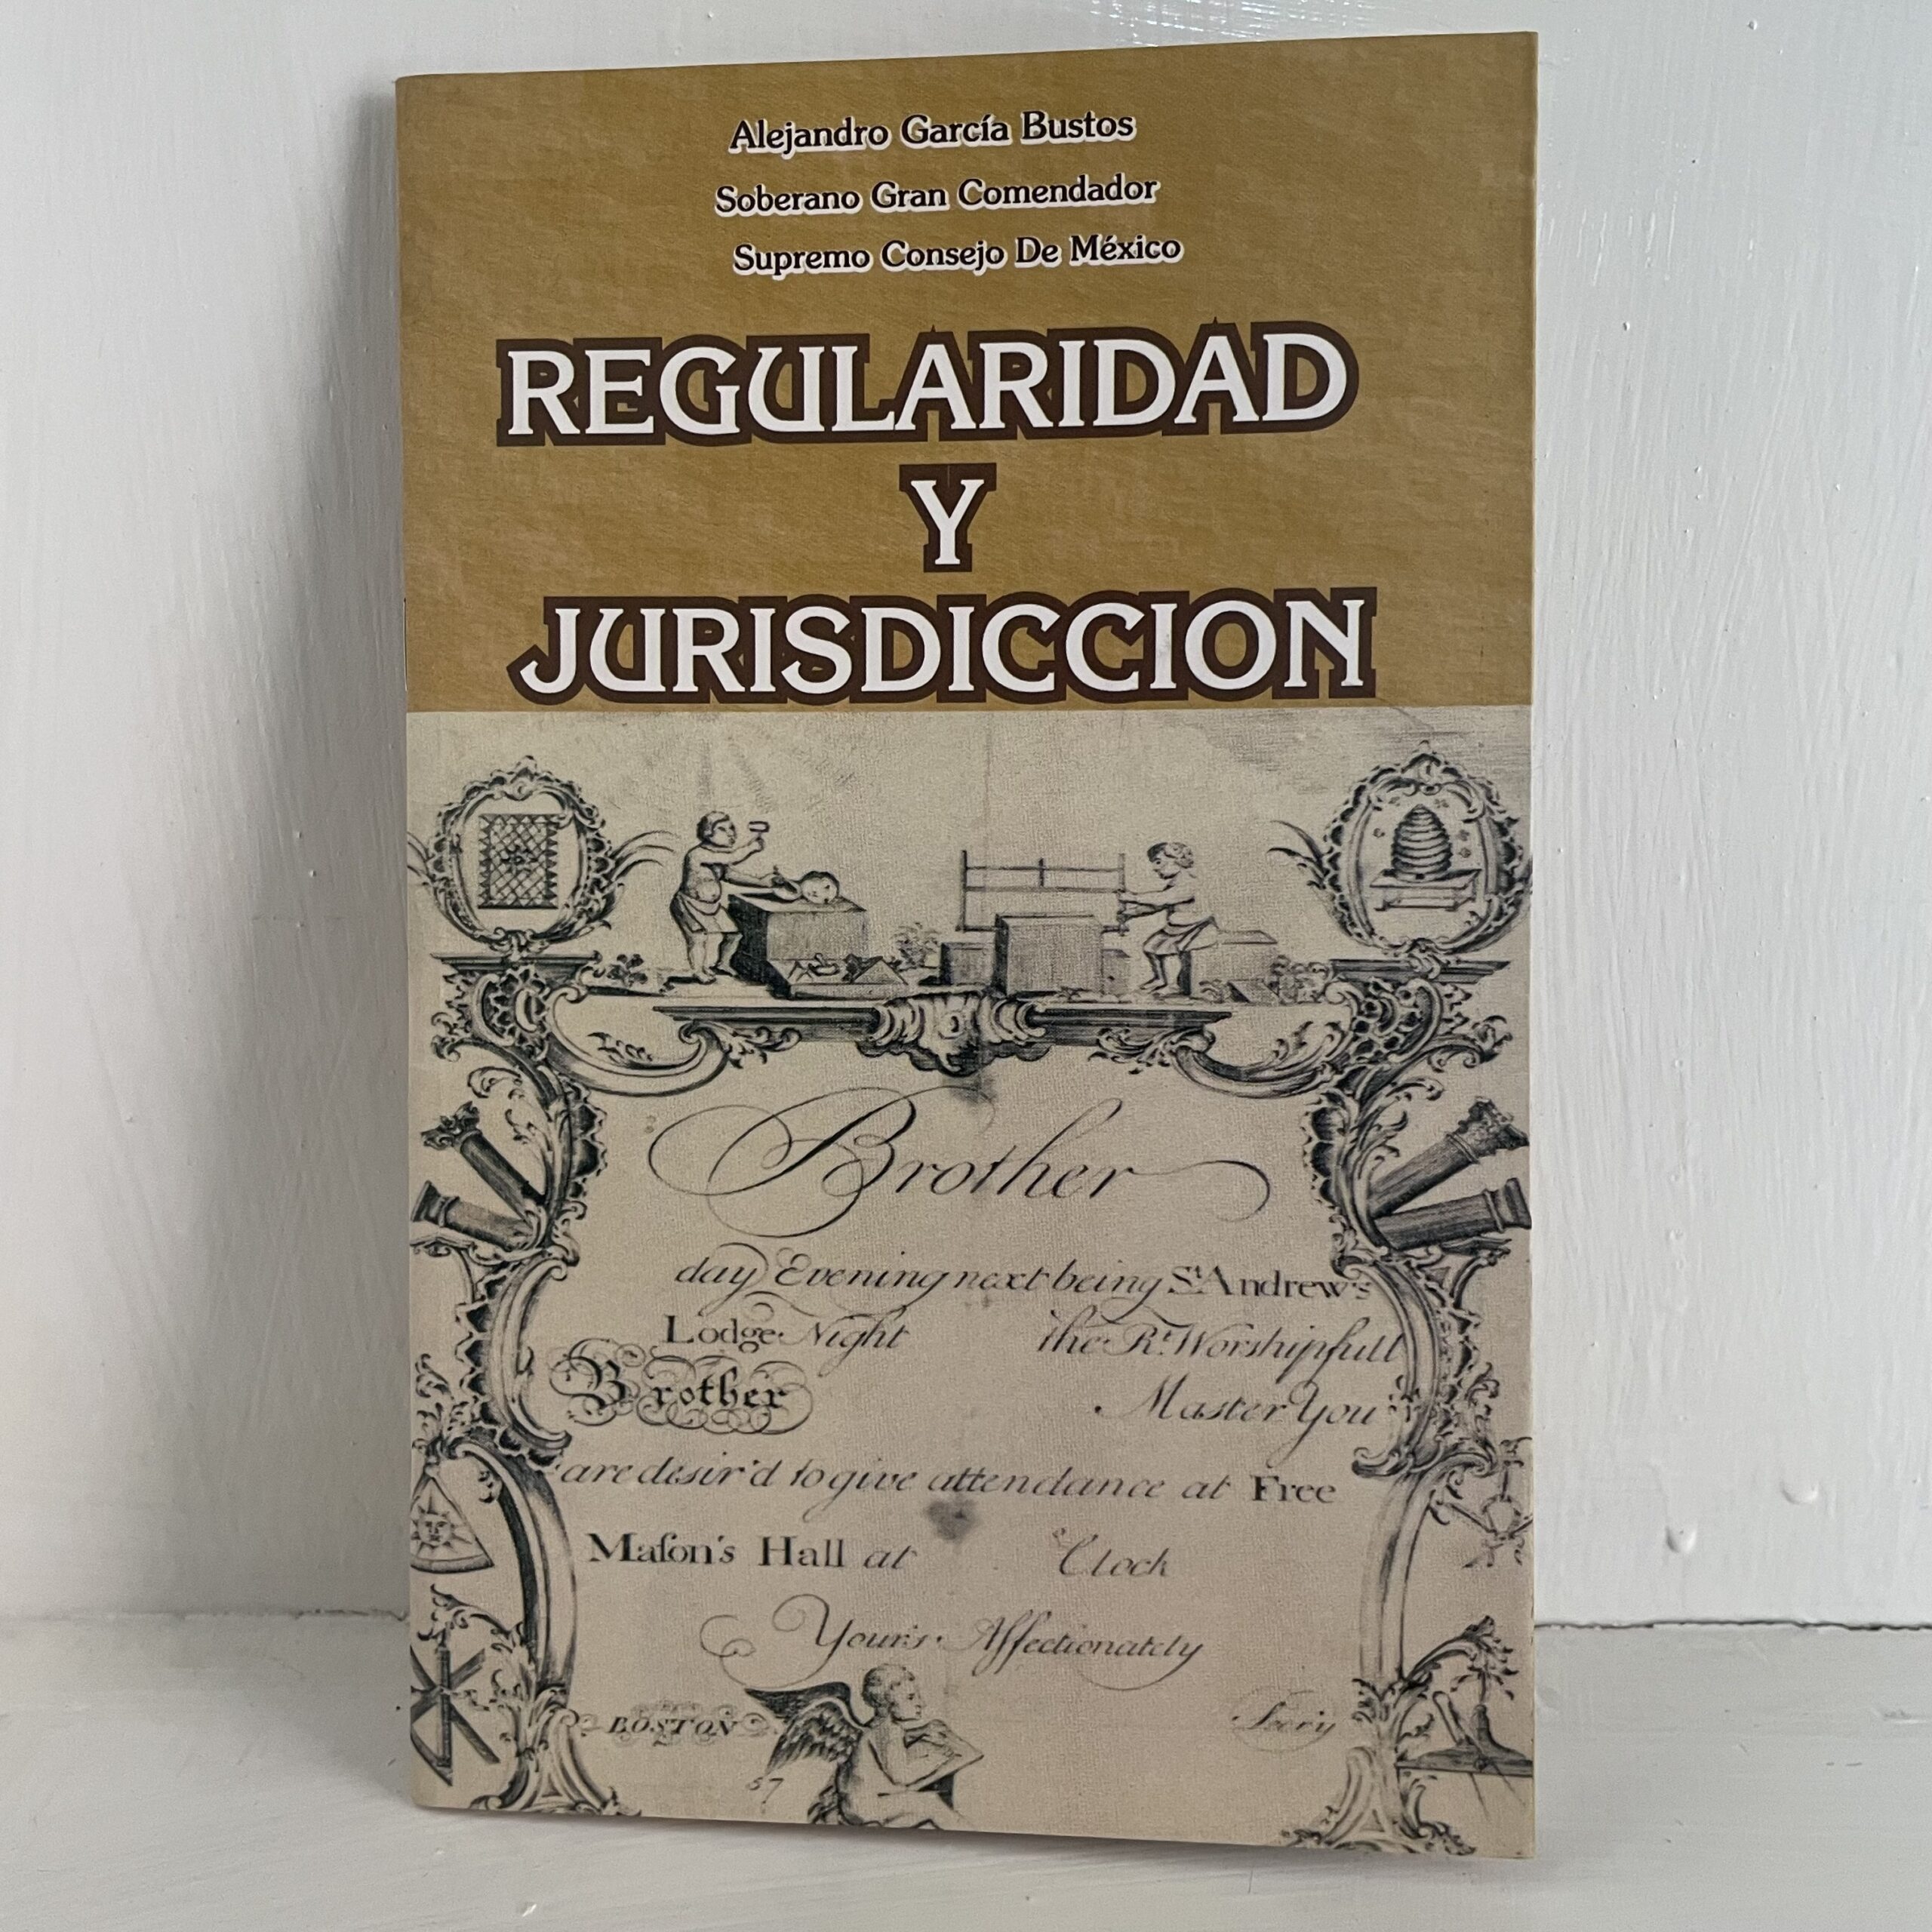 Alejandro García Bustos
Soberano Gran Comendador
Supremo Consejo De México
REGULARIDAD
Y
JURISDICCION
Brother
day Evening next being St Andrew's
Lodge Night the Rt Worshipfull
Brother Master You
are desir'd to give attendance at Free
Maſon's Hall at Clock
Your's Affectionately
BOSTON